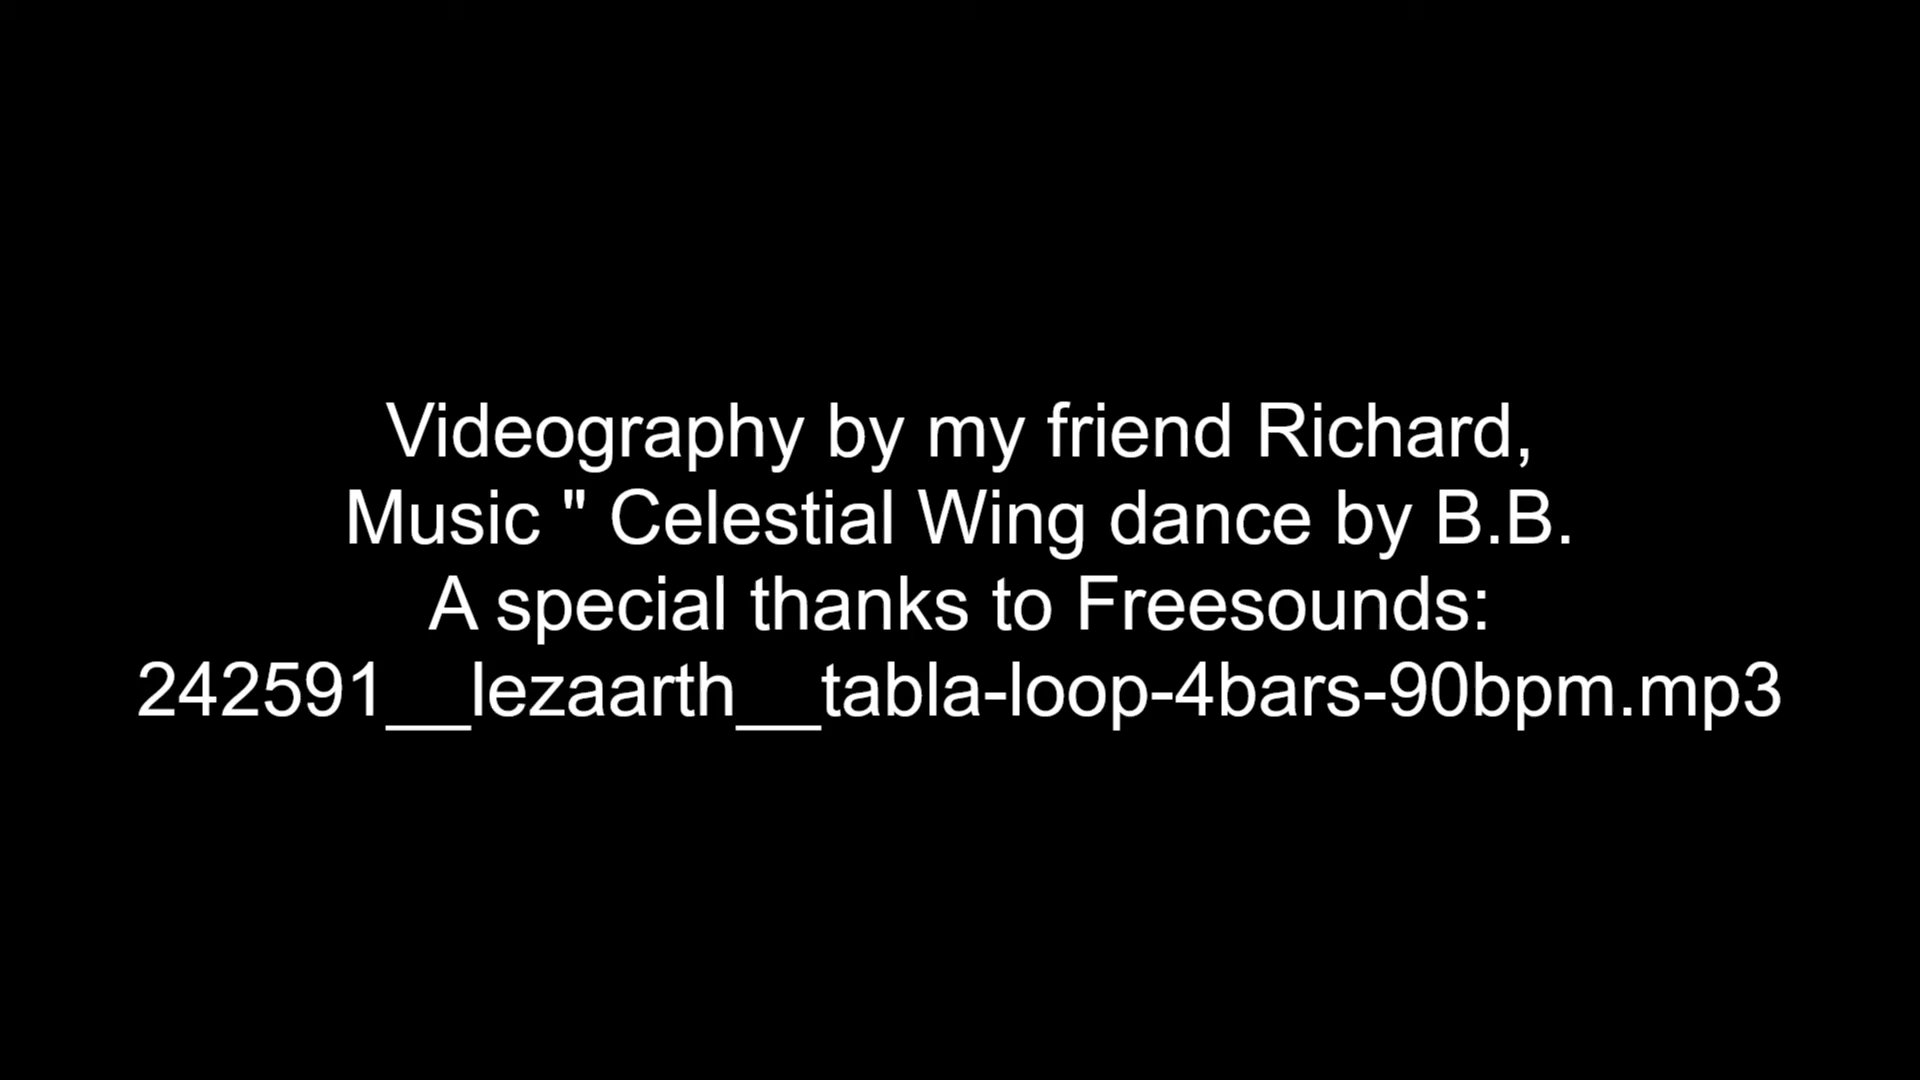 Videography by my friend Richard,
Music " Celestial Wing dance by B.B.
A special thanks to Freesounds:
242591__lezaarth__tabla-loop-4bars-90bpm.mp3